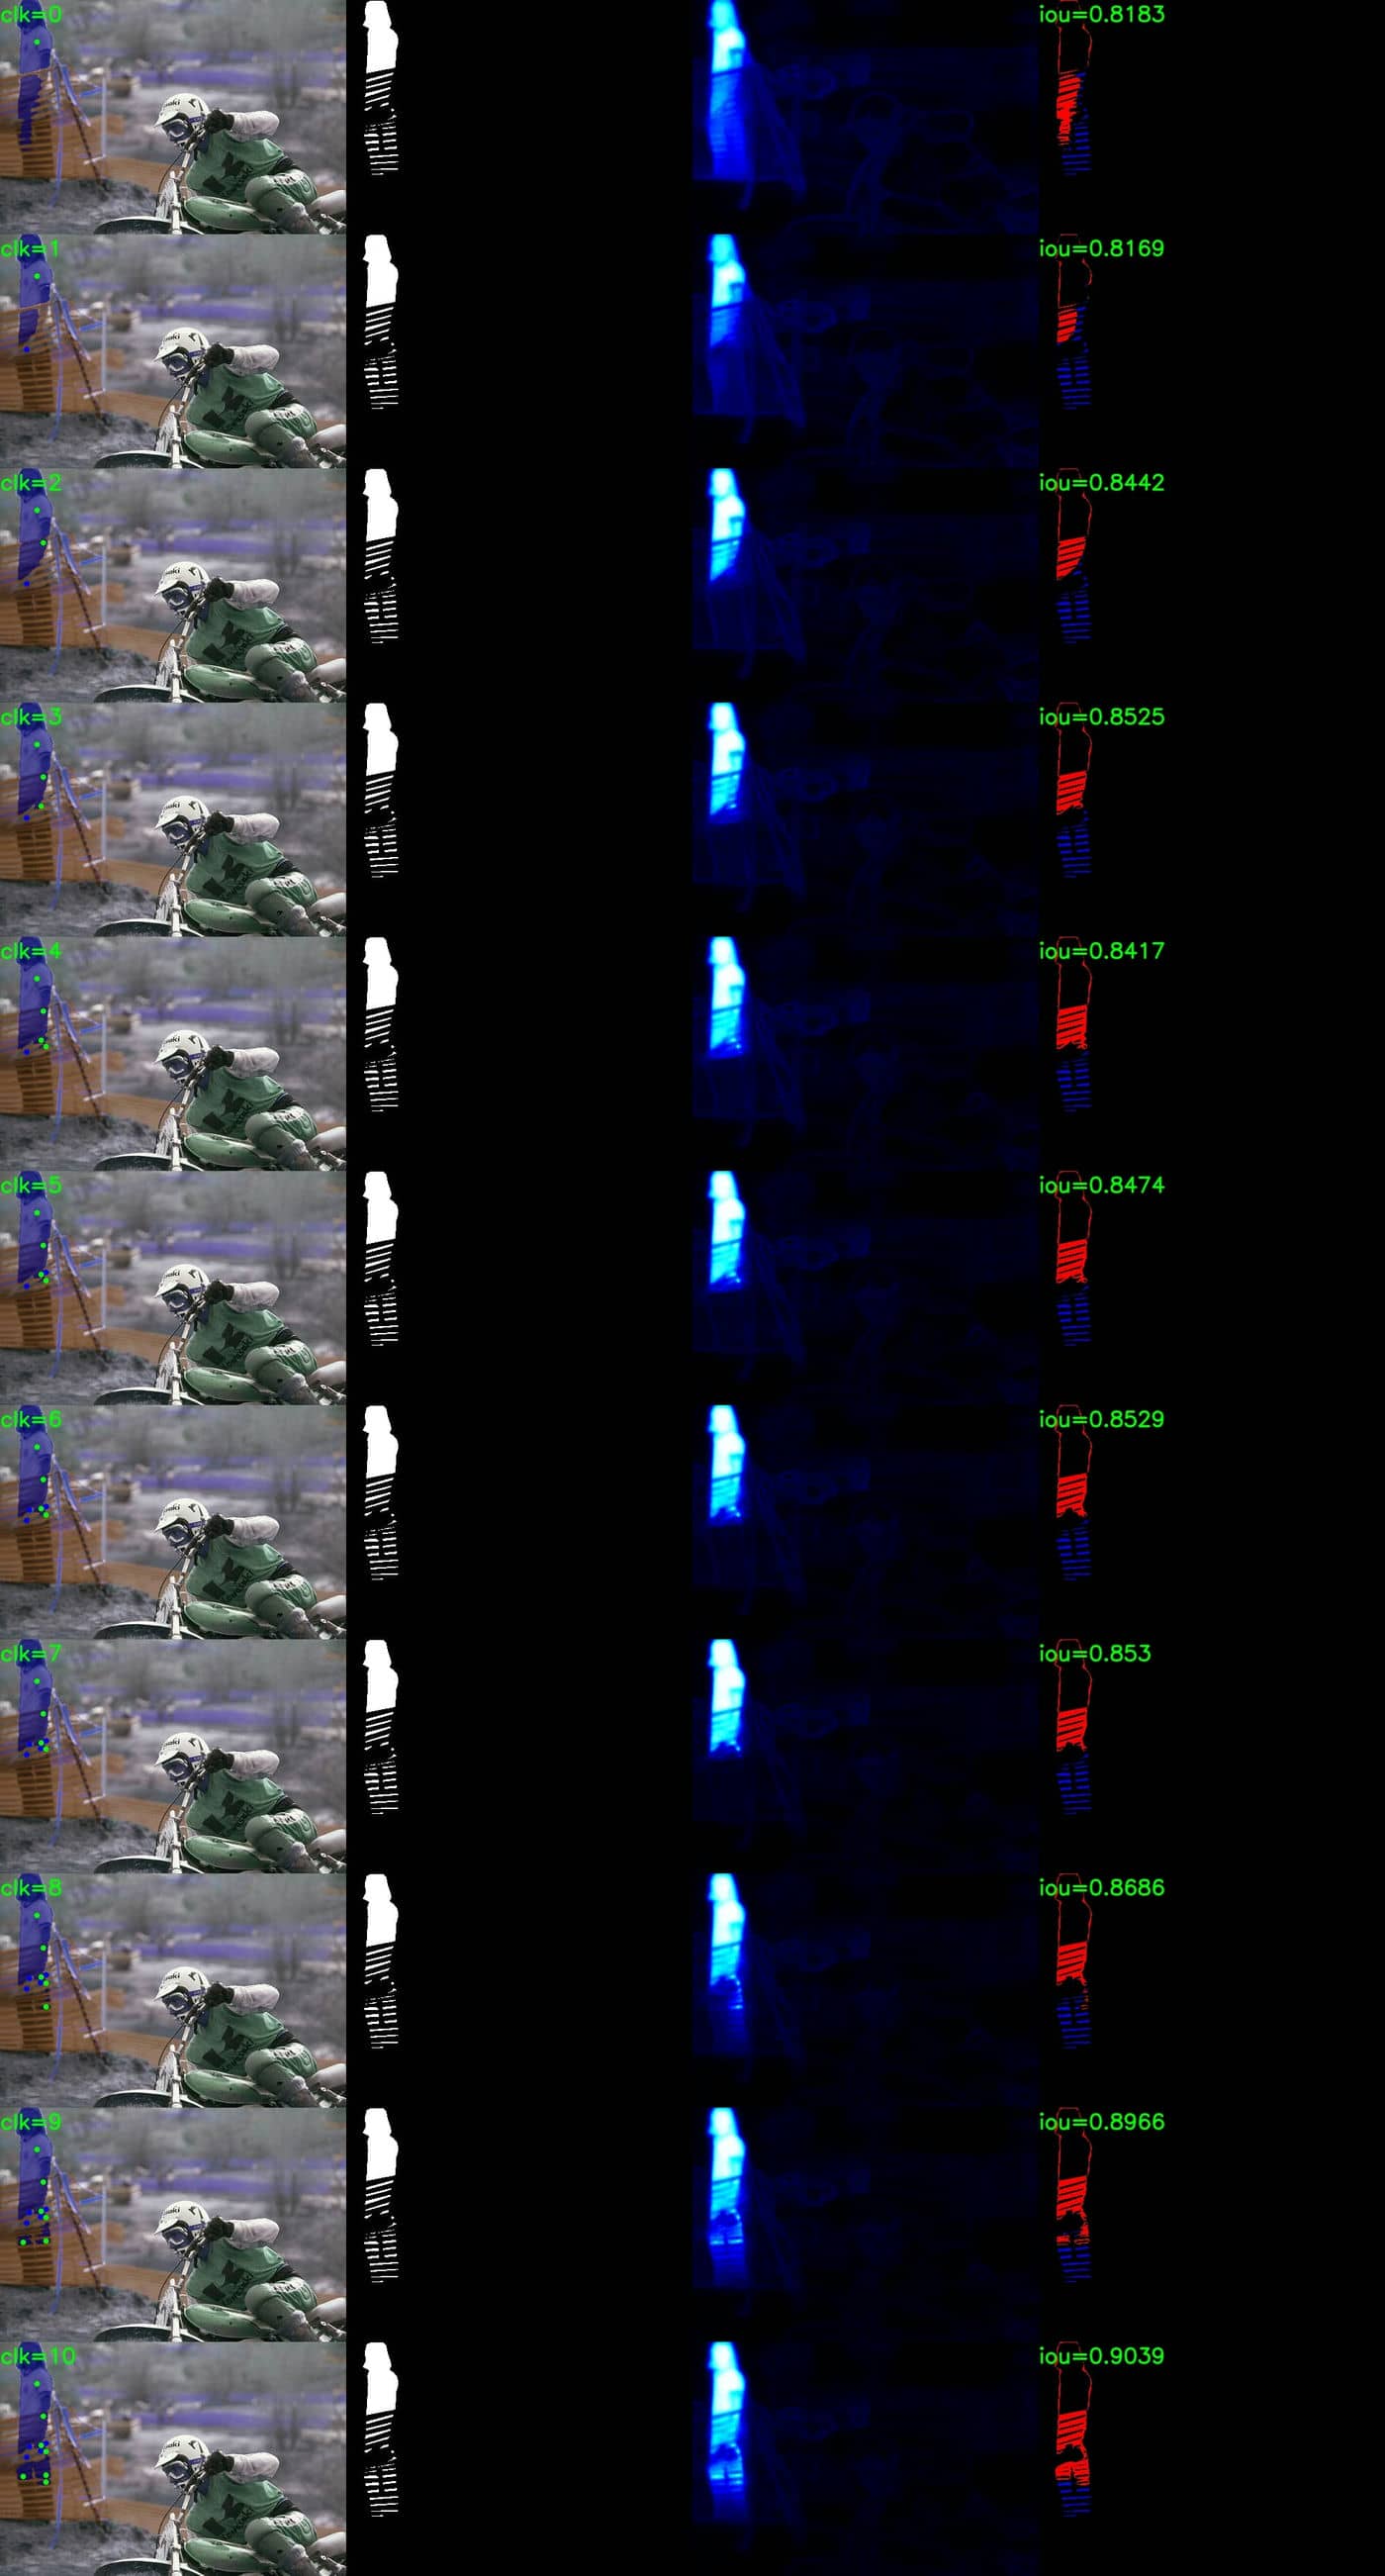 clk=0 iou=0.8183
clk=1 iou=0.8169
clk=2 iou=0.8442
clk=3 iou=0.8525
clk=4 iou=0.8417
clk=5 iou=0.8474
clk=6 iou=0.8529
clk=7 iou=0.853
clk=8 iou=0.8686
clk=9 iou=0.8966
clk=10 iou=0.9039